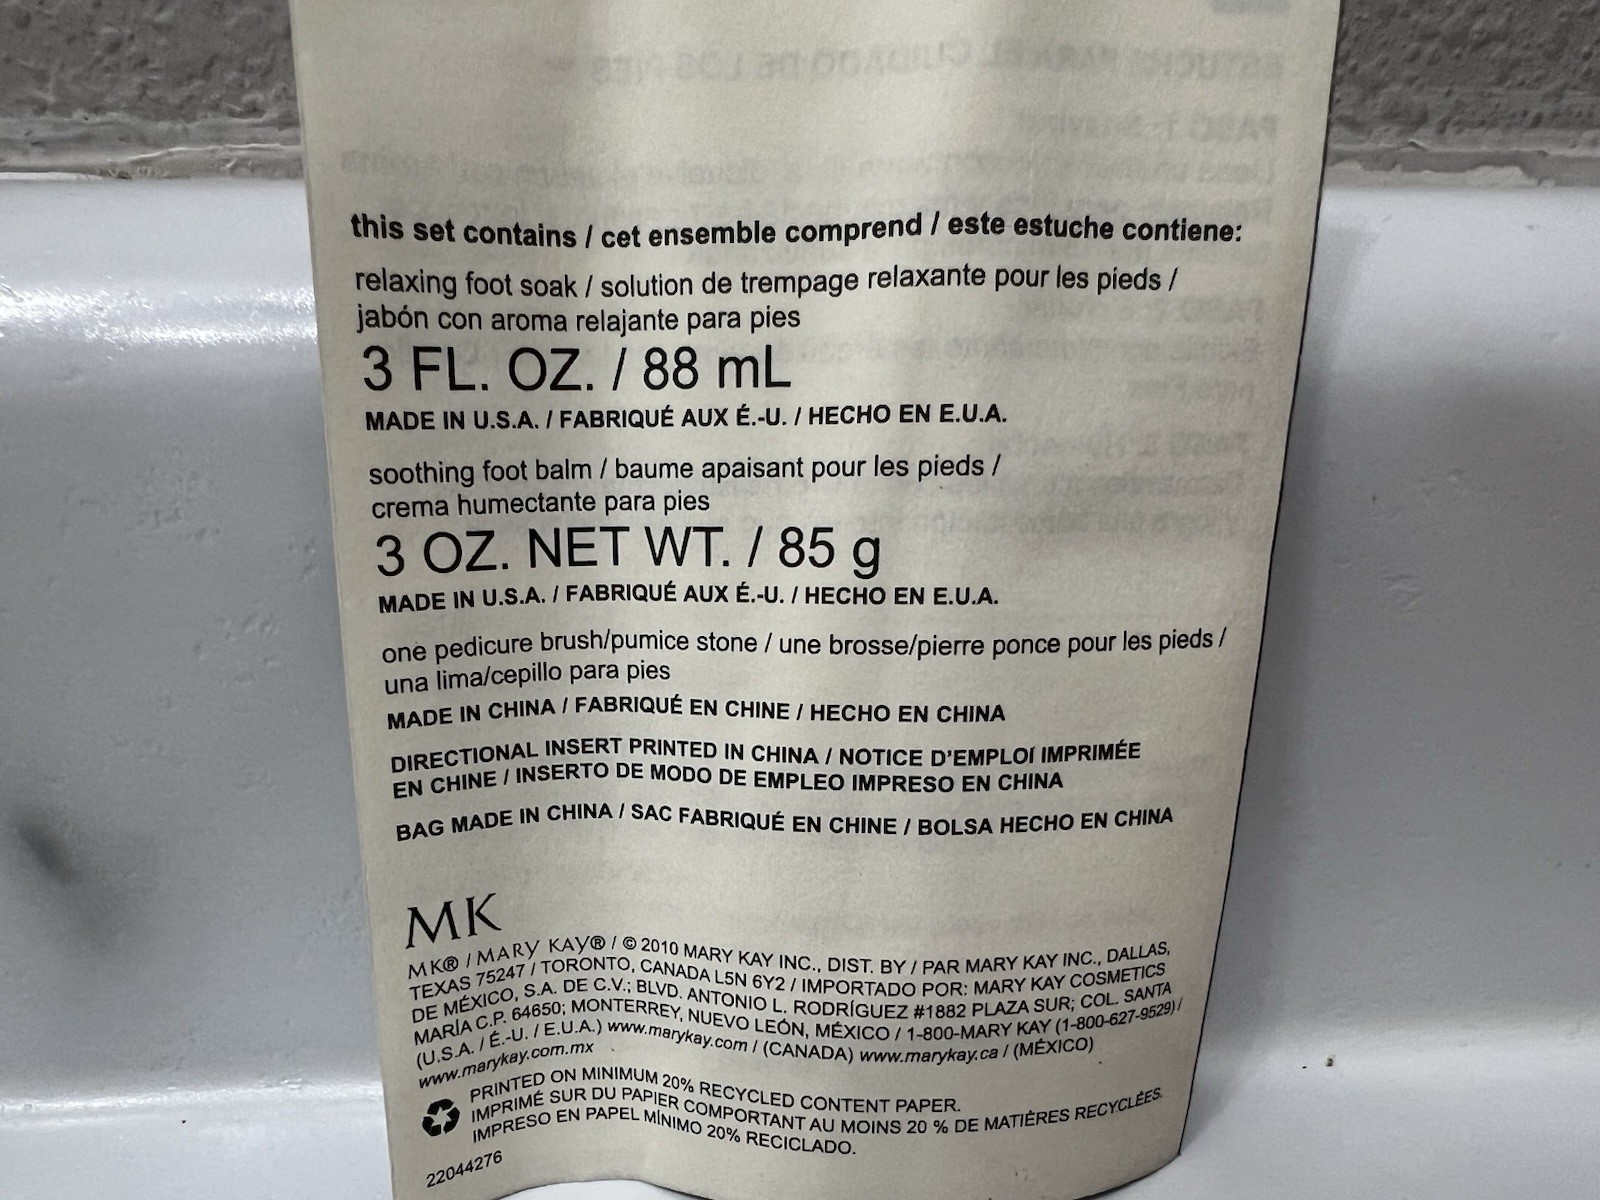 this set contains / cet ensemble comprend / este estuche contiene:
relaxing foot soak / solution de trempage relaxante pour les pieds /
jabón con aroma relajante para pies
3 FL. OZ. / 88 mL
MADE IN U.S.A. / FABRIQUÉ AUX É.-U. / HECHO EN E.U.A.
soothing foot balm / baume apaisant pour les pieds /
crema humectante para pies
3 OZ. NET WT. / 85 g
MADE IN U.S.A. / FABRIQUÉ AUX É.-U. / HECHO EN E.U.A.
one pedicure brush/pumice stone / une brosse/pierre ponce pour les pieds /
una lima/cepillo para pies
MADE IN CHINA / FABRIQUÉ EN CHINE / HECHO EN CHINA
DIRECTIONAL INSERT PRINTED IN CHINA / NOTICE D'EMPLOI IMPRIMÉE
EN CHINE / INSERTO DE MODO DE EMPLEO IMPRESO EN CHINA
BAG MADE IN CHINA / SAC FABRIQUÉ EN CHINE / BOLSA HECHO EN CHINA
MK
MK® / MARY KAY® / © 2010 MARY KAY INC., DIST. BY / PAR MARY KAY INC., DALLAS,
TEXAS 75247 / TORONTO, CANADA L5N 6Y2 / IMPORTADO POR: MARY KAY COSMETICS
DE MÉXICO, S.A. DE C.V.; BLVD. ANTONIO L. RODRÍGUEZ #1882 PLAZA SUR; COL. SANTA
MARÍA C.P. 64650; MONTERREY, NUEVO LEÓN, MÉXICO / 1-800-MARY KAY (1-800-627-9529) /
(U.S.A. / É.-U. / E.U.A.) www.marykay.com / (CANADA) www.marykay.ca / (MÉXICO)
www.marykay.com.mx
PRINTED ON MINIMUM 20% RECYCLED CONTENT PAPER.
IMPRIMÉ SUR DU PAPIER COMPORTANT AU MOINS 20 % DE MATIÈRES RECYCLÉES.
IMPRESO EN PAPEL MÍNIMO 20% RECICLADO.
22044276